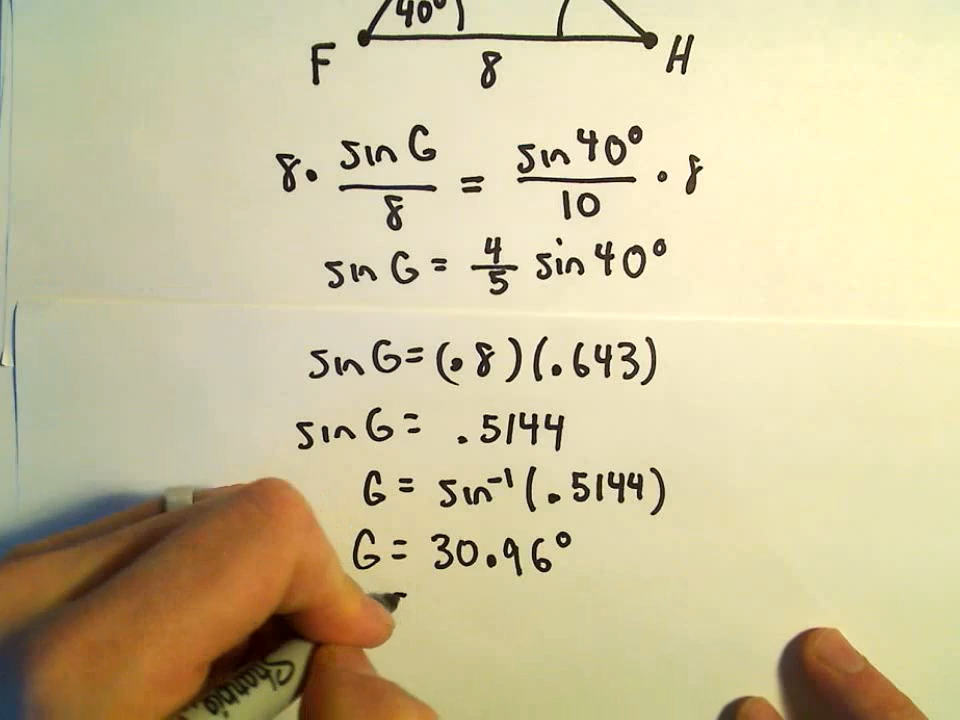 40°
F 8 H
8 · sin G / 8 = sin 40° / 10 · 8
sin G = 4/5 sin 40°
sin G = (.8)(.643)
sin G = .5144
G = sin⁻¹(.5144)
G = 30.96°
Sharpie